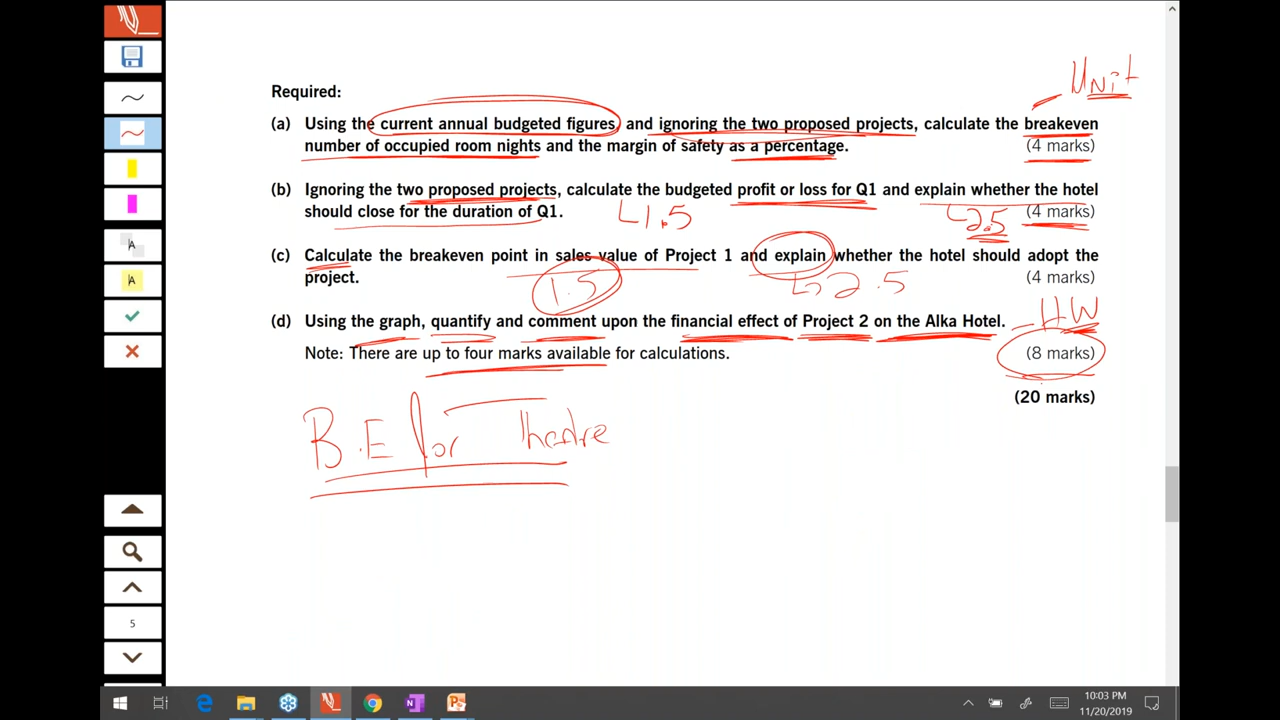 Required:
Unit
(a) Using the current annual budgeted figures and ignoring the two proposed projects, calculate the breakeven
number of occupied room nights and the margin of safety as a percentage. (4 marks)
(b) Ignoring the two proposed projects, calculate the budgeted profit or loss for Q1 and explain whether the hotel
should close for the duration of Q1. (4 marks)
1.5 2.5
(c) Calculate the breakeven point in sales value of Project 1 and explain whether the hotel should adopt the
project. (4 marks)
1.5 2.5
HW
(d) Using the graph, quantify and comment upon the financial effect of Project 2 on the Alka Hotel.
Note: There are up to four marks available for calculations. (8 marks)
(20 marks)
B.E for Theatre
A
A
5
10:03 PM
11/20/2019